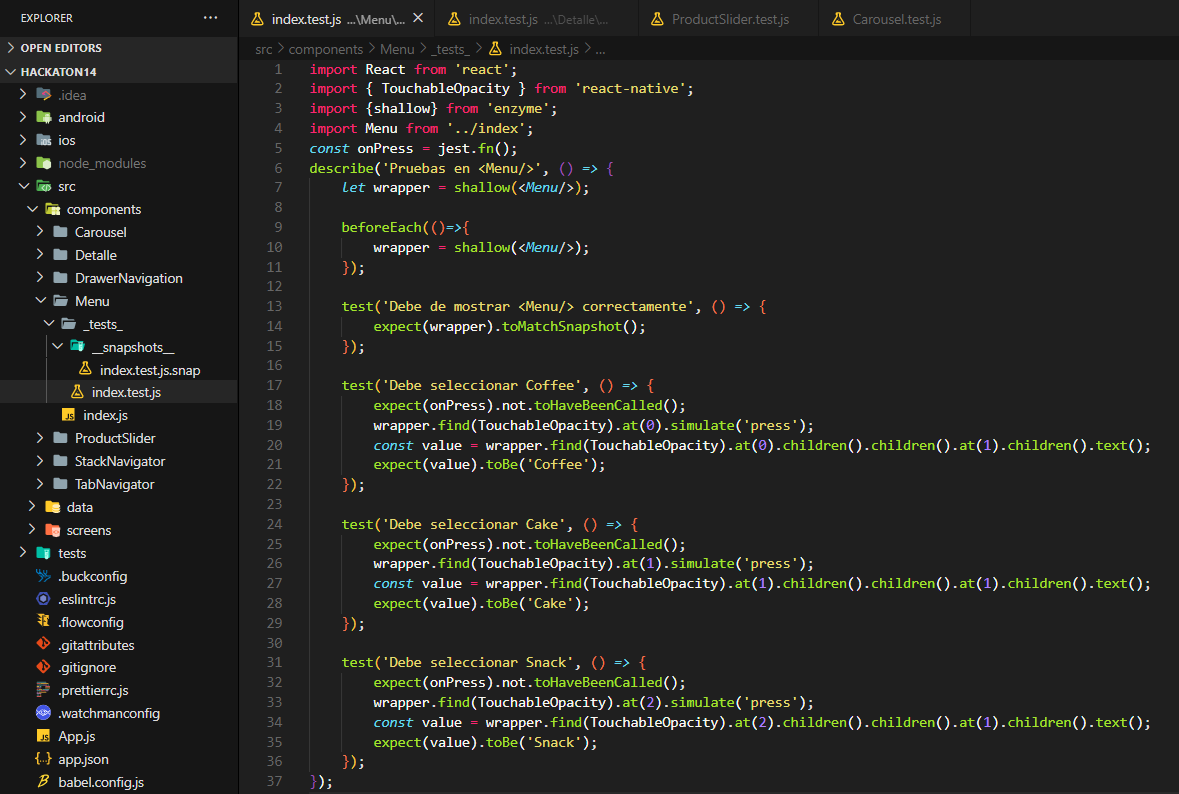 EXPLORER ...
OPEN EDITORS
HACKATON14
.idea
android
ios
node_modules
src
components
Carousel
Detalle
DrawerNavigation
Menu
_tests_
__snapshots__
index.test.js.snap
index.test.js
index.js
ProductSlider
StackNavigator
TabNavigator
data
screens
tests
.buckconfig
.eslintrc.js
.flowconfig
.gitattributes
.gitignore
.prettierrc.js
.watchmanconfig
App.js
app.json
babel.config.js
index.test.js ...\Menu\... × index.test.js ...\Detalle\... ProductSlider.test.js Carousel.test.js
src > components > Menu > _tests_ > index.test.js > ...
1 import React from 'react';
2 import { TouchableOpacity } from 'react-native';
3 import {shallow} from 'enzyme';
4 import Menu from '../index';
5 const onPress = jest.fn();
6 describe('Pruebas en <Menu/>', () => {
7     let wrapper = shallow(<Menu/>);
8
9     beforeEach(()=>{
10         wrapper = shallow(<Menu/>);
11     });
12
13     test('Debe de mostrar <Menu/> correctamente', () => {
14         expect(wrapper).toMatchSnapshot();
15     });
16
17     test('Debe seleccionar Coffee', () => {
18         expect(onPress).not.toHaveBeenCalled();
19         wrapper.find(TouchableOpacity).at(0).simulate('press');
20         const value = wrapper.find(TouchableOpacity).at(0).children().children().at(1).children().text();
21         expect(value).toBe('Coffee');
22     });
23
24     test('Debe seleccionar Cake', () => {
25         expect(onPress).not.toHaveBeenCalled();
26         wrapper.find(TouchableOpacity).at(1).simulate('press');
27         const value = wrapper.find(TouchableOpacity).at(1).children().children().at(1).children().text();
28         expect(value).toBe('Cake');
29     });
30
31     test('Debe seleccionar Snack', () => {
32         expect(onPress).not.toHaveBeenCalled();
33         wrapper.find(TouchableOpacity).at(2).simulate('press');
34         const value = wrapper.find(TouchableOpacity).at(2).children().children().at(1).children().text();
35         expect(value).toBe('Snack');
36     });
37 });